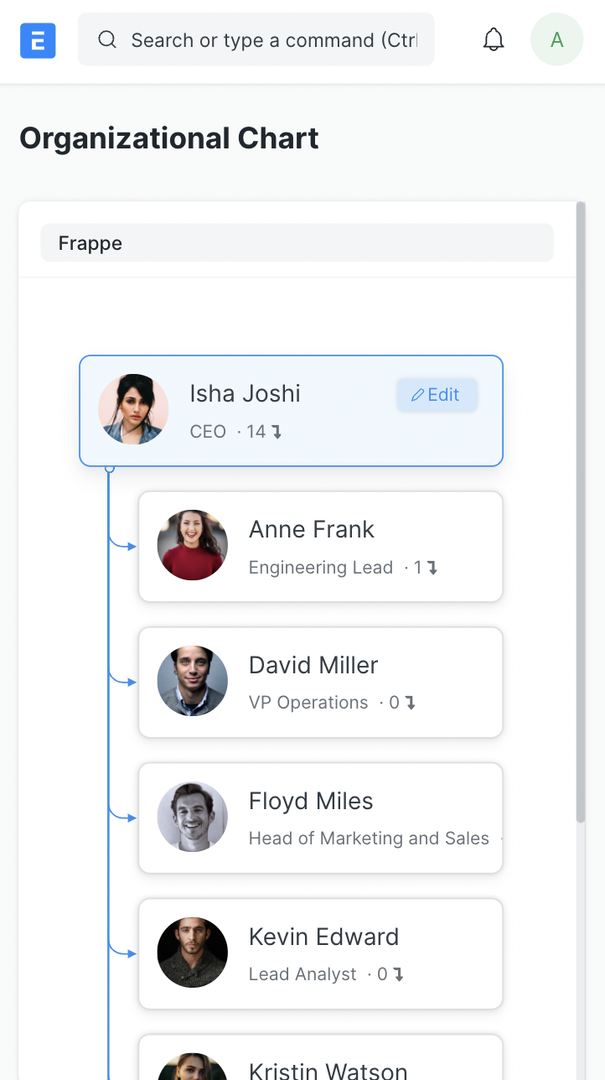 E
Search or type a command (Ctrl
A
Organizational Chart
Frappe
Isha Joshi
Edit
CEO · 14
Anne Frank
Engineering Lead · 1
David Miller
VP Operations · 0
Floyd Miles
Head of Marketing and Sales ·
Kevin Edward
Lead Analyst · 0
Kristin Watson